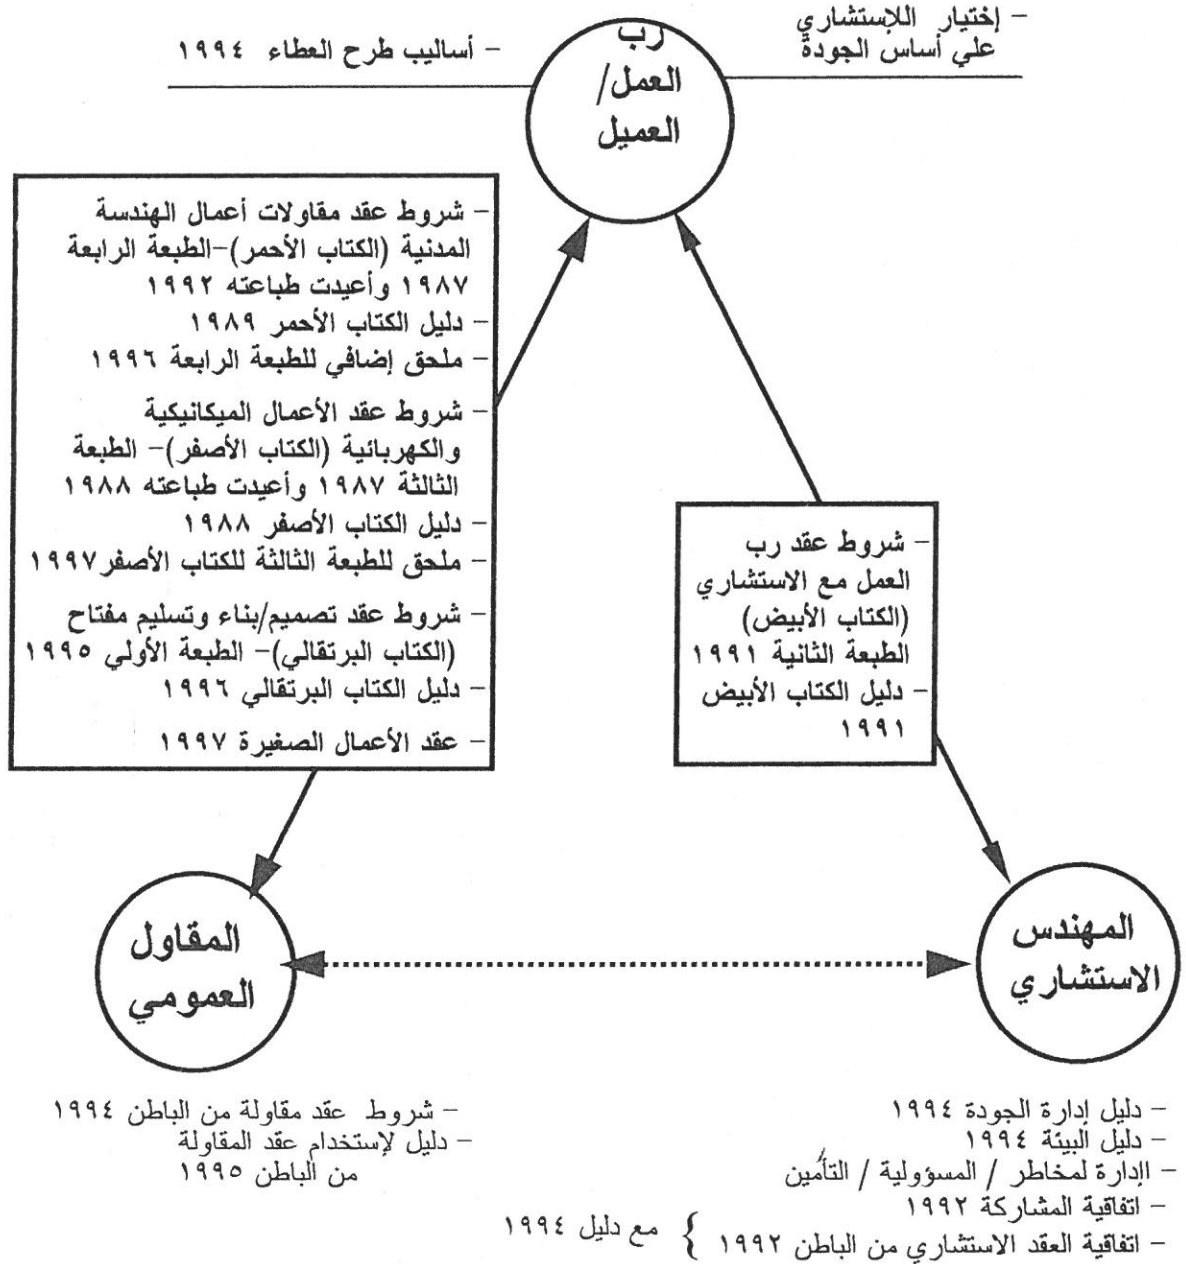 - إختيار اللإستشاري
علي أساس الجودة
- أساليب طرح العطاء ١٩٩٤
رب
العمل/
العميل
- شروط عقد مقاولات أعمال الهندسة
المدنية (الكتاب الأحمر)-الطبعة الرابعة
١٩٨٧ وأعيدت طباعته ١٩٩٢
- دليل الكتاب الأحمر ١٩٨٩
- ملحق إضافي للطبعة الرابعة ١٩٩٦
- شروط عقد الأعمال الميكانيكية
والكهربائية (الكتاب الأصفر)- الطبعة
الثالثة ١٩٨٧ وأعيدت طباعته ١٩٨٨
- دليل الكتاب الأصفر ١٩٨٨
- ملحق للطبعة الثالثة للكتاب الأصفر١٩٩٧
- شروط عقد تصميم/بناء وتسليم مفتاح
(الكتاب البرتقالي)- الطبعة الأولي ١٩٩٥
- دليل الكتاب البرتقالي ١٩٩٦
- عقد الأعمال الصغيرة ١٩٩٧
- شروط عقد رب
العمل مع الاستشاري
(الكتاب الأبيض)
الطبعة الثانية ١٩٩١
- دليل الكتاب الأبيض
١٩٩١
المهندس
الاستشاري
المقاول
العمومي
- دليل إدارة الجودة ١٩٩٤
- دليل البيئة ١٩٩٤
- اإدارة لمخاطر / المسؤولية / التأمين
- اتفاقية المشاركة ١٩٩٢
- اتفاقية العقد الاستشاري من الباطن ١٩٩٢ } مع دليل ١٩٩٤
- شروط عقد مقاولة من الباطن ١٩٩٤
- دليل لإستخدام عقد المقاولة
من الباطن ١٩٩٥